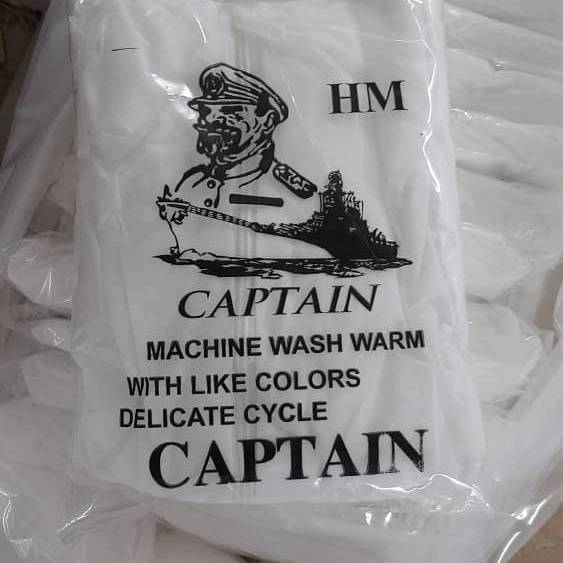 HM
CAPTAIN
MACHINE WASH WARM
WITH LIKE COLORS
DELICATE CYCLE
CAPTAIN